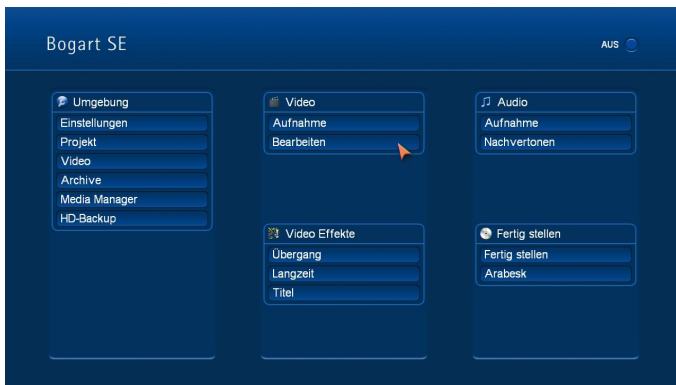 Bogart SE
AUS
Umgebung
Einstellungen
Projekt
Video
Archive
Media Manager
HD-Backup
Video
Aufnahme
Bearbeiten
Audio
Aufnahme
Nachvertonen
Video Effekte
Übergang
Langzeit
Titel
Fertig stellen
Fertig stellen
Arabesk